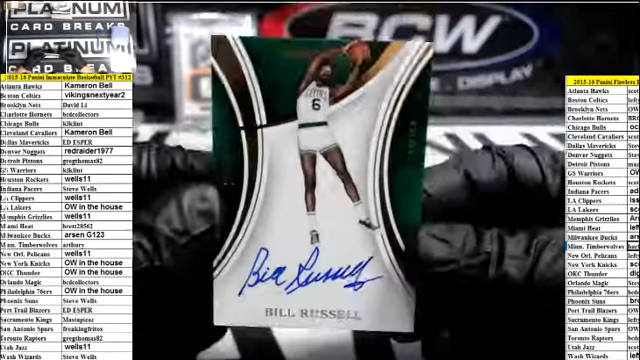 PLATINUM
CARD BREAKS
PLATINUM
CARD BREAKS
2015-16 Panini Immaculate Basketball PYT #312
Atlanta Hawks Kameron Bell
Boston Celtics vikingsnextyear2
Brooklyn Nets David Li
Charlotte Hornets bcdcollectors
Chicago Bulls klklint
Cleveland Cavaliers Kameron Bell
Dallas Mavericks ED ESPER
Denver Nuggets redraider1977
Detroit Pistons gregthomas82
GS Warriors klklint
Houston Rockets wells11
Indiana Pacers Steve Wells
LA Clippers wells11
LA Lakers OW in the house
Memphis Grizzlies wells11
Miami Heat brett28562
Milwaukee Bucks arsen G123
Minn. Timberwolves arthury
New Orl. Pelicans wells11
New York Knicks OW in the house
OKC Thunder OW in the house
Orlando Magic bcdcollectors
Philadelphia 76ers OW in the house
Phoenix Suns Steve Wells
Port Trail Blazers ED ESPER
Sacramento Kings Mastapizaz
San Antonio Spurs freakingfritos
Toronto Raptors gregthomas82
Utah Jazz wells11
Wash Wizards Steve Wells
BCW
DISPLAY
CELTICS
6
Bill Russell
BILL RUSSELL
2015-16 Panini Flawless
Atlanta Hawks
Boston Celtics
Brooklyn Nets
Charlotte Hornets
Chicago Bulls
Cleveland Cavaliers
Dallas Mavericks
Denver Nuggets
Detroit Pistons
GS Warriors
Houston Rockets
Indiana Pacers
LA Clippers
LA Lakers
Memphis Grizzlies
Miami Heat
Milwaukee Bucks
Minn. Timberwolves
New Orl. Pelicans
New York Knicks
OKC Thunder
Orlando Magic
Philadelphia 76ers
Phoenix Suns
Port Trail Blazers
Sacramento Kings
San Antonio Spurs
Toronto Raptors
Utah Jazz
Wash Wizards